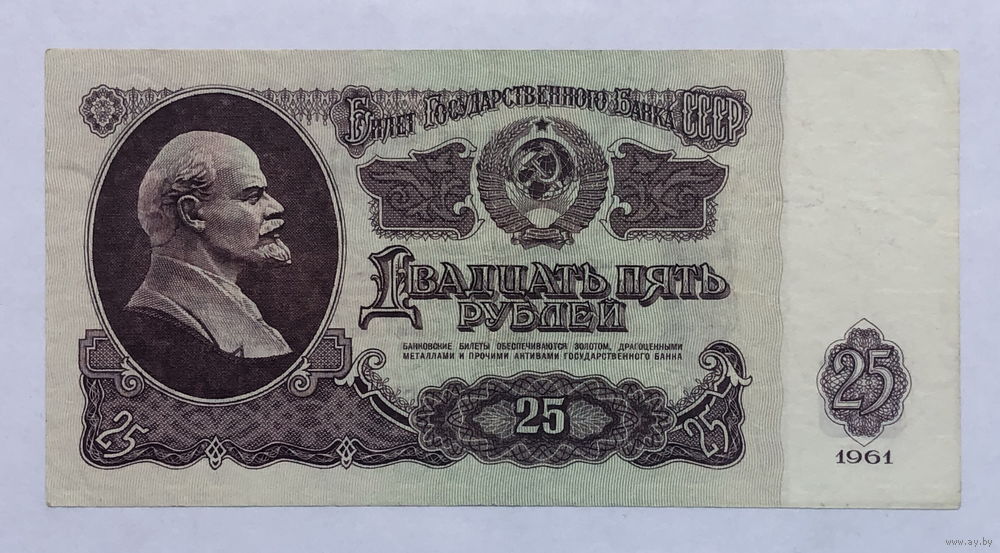 Билет Государственного Банка СССР
Двадцать пять
рублей
БАНКОВСКИЕ БИЛЕТЫ ОБЕСПЕЧИВАЮТСЯ ЗОЛОТОМ, ДРАГОЦЕННЫМИ
МЕТАЛЛАМИ И ПРОЧИМИ АКТИВАМИ ГОСУДАРСТВЕННОГО БАНКА
25
25
25
25
1961
www.ay.by